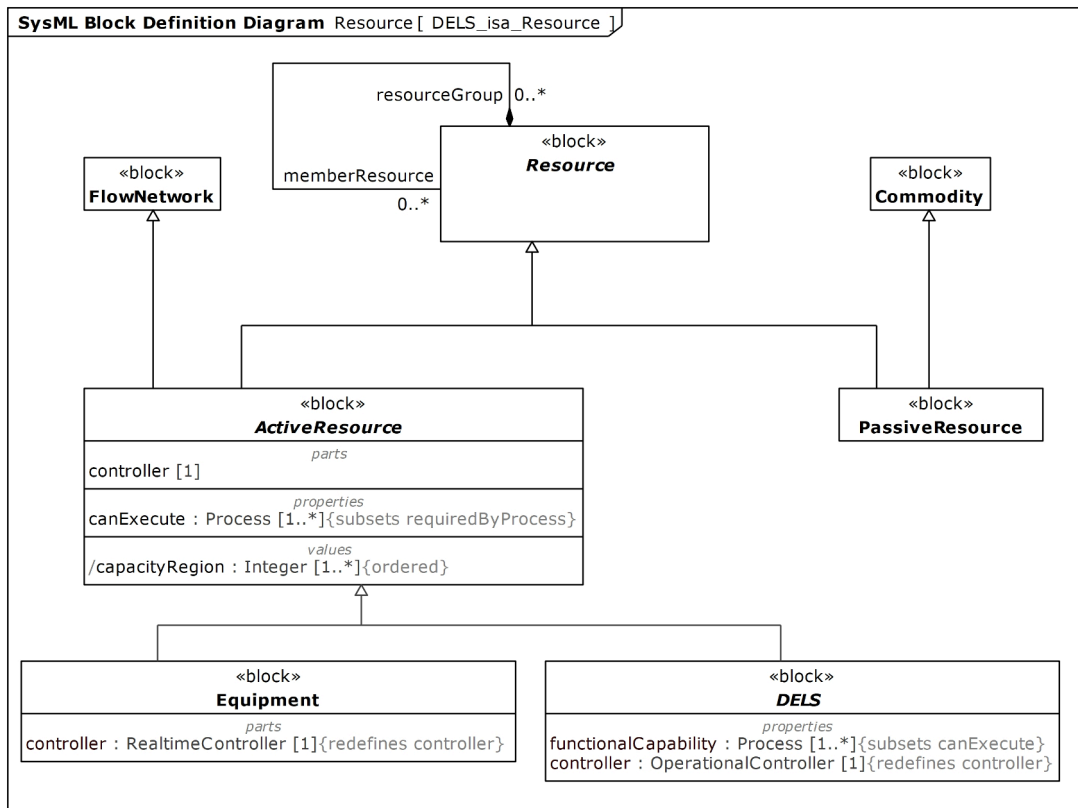 SysML Block Definition Diagram Resource [ DELS_isa_Resource ]
resourceGroup 0..*
«block»
Resource
memberResource
0..*
«block»
FlowNetwork
«block»
Commodity
«block»
ActiveResource
parts
controller [1]
properties
canExecute : Process [1..*]{subsets requiredByProcess}
values
/capacityRegion : Integer [1..*]{ordered}
«block»
PassiveResource
«block»
Equipment
parts
controller : RealtimeController [1]{redefines controller}
«block»
DELS
properties
functionalCapability : Process [1..*]{subsets canExecute}
controller : OperationalController [1]{redefines controller}